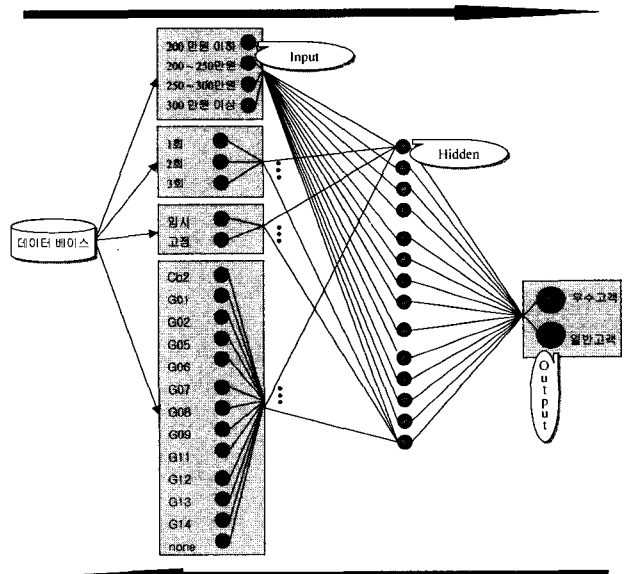 200 만원 이하
200 ~ 250만원
250 ~ 300만원
300 만원 이상
Input
1회
2회
3회
임시
고정
데이터 베이스
Cb2
G01
G02
G05
G06
G07
G08
G09
G11
G12
G13
G14
none
Hidden
우수고객
일반고객
Output